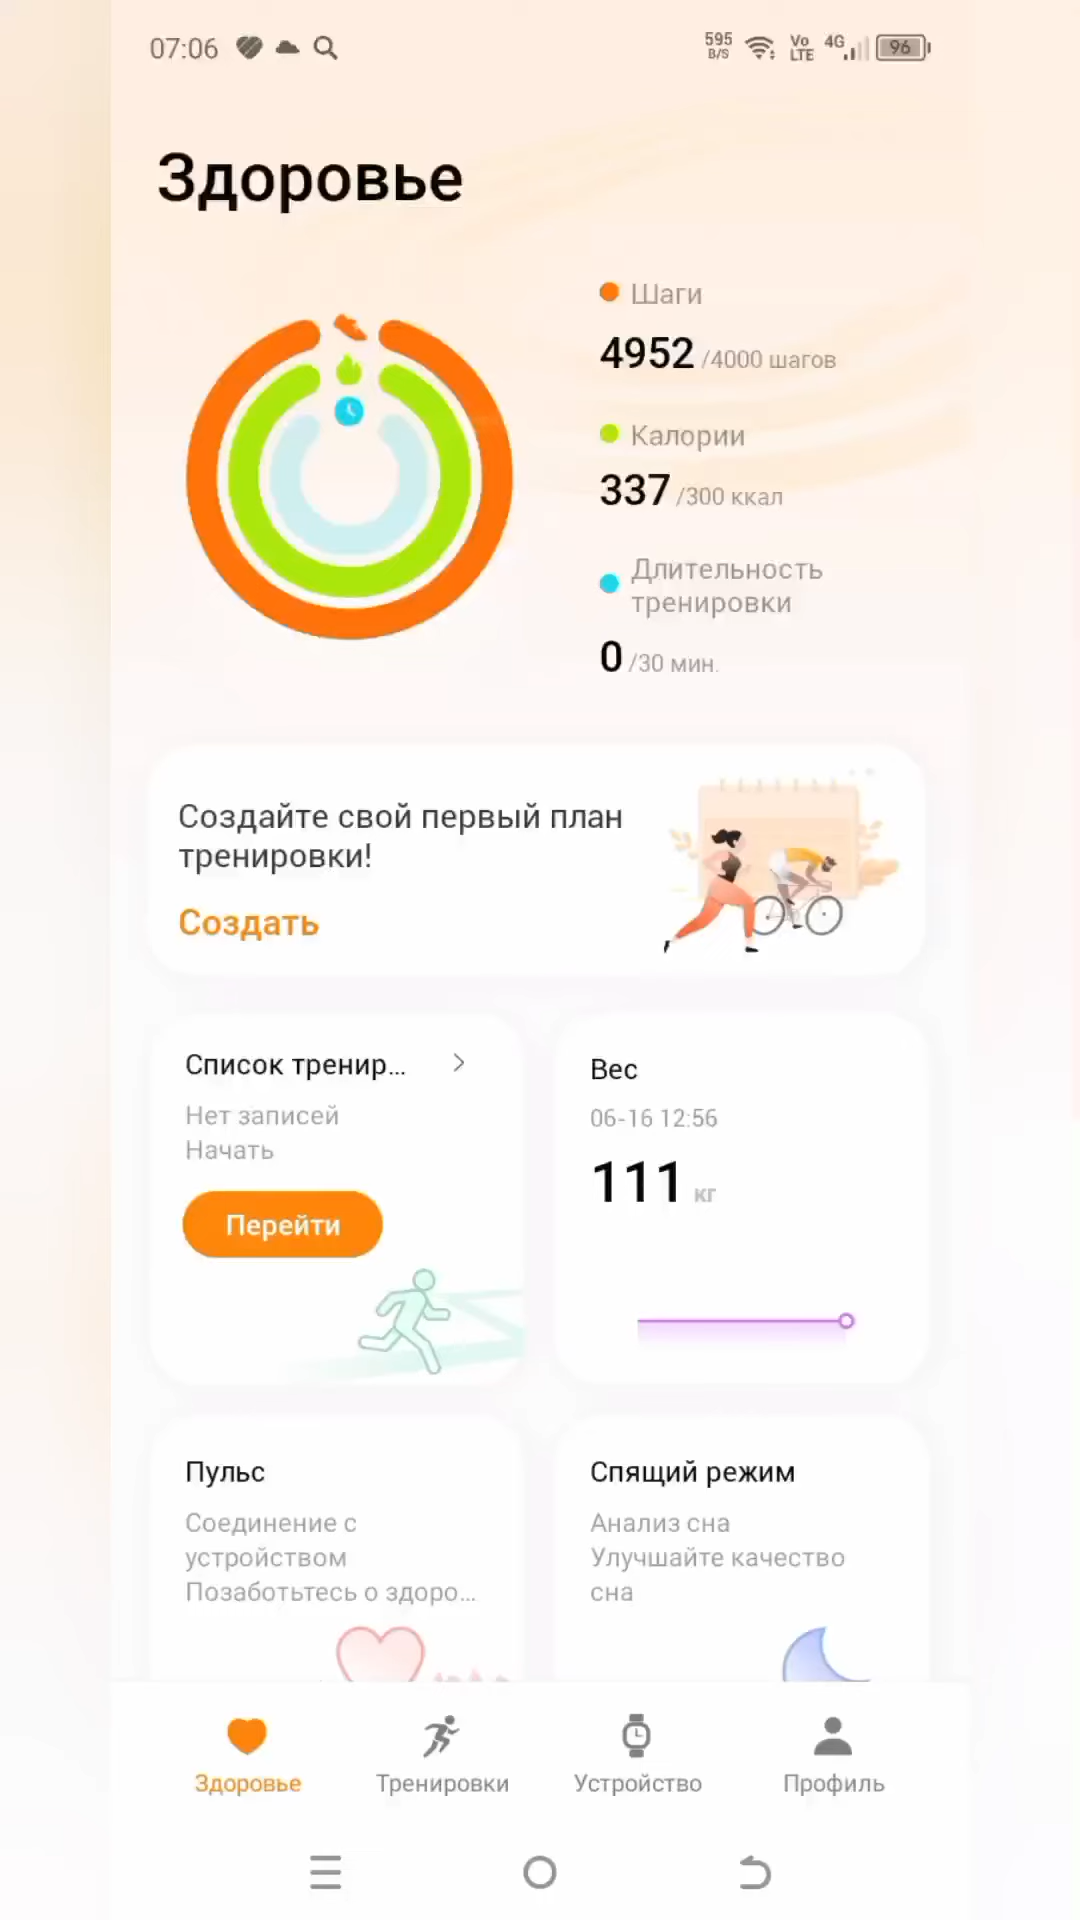 07:06
595 B/S
Vo LTE
4G
96
Здоровье
Шаги
4952 /4000 шагов
Калории
337 /300 ккал
Длительность
тренировки
0 /30 мин.
Создайте свой первый план
тренировки!
Создать
Список тренир...
Нет записей
Начать
Перейти
Вес
06-16 12:56
111 кг
Пульс
Соединение с
устройством
Позаботьтесь о здоро...
Спящий режим
Анализ сна
Улучшайте качество
сна
Здоровье
Тренировки
Устройство
Профиль